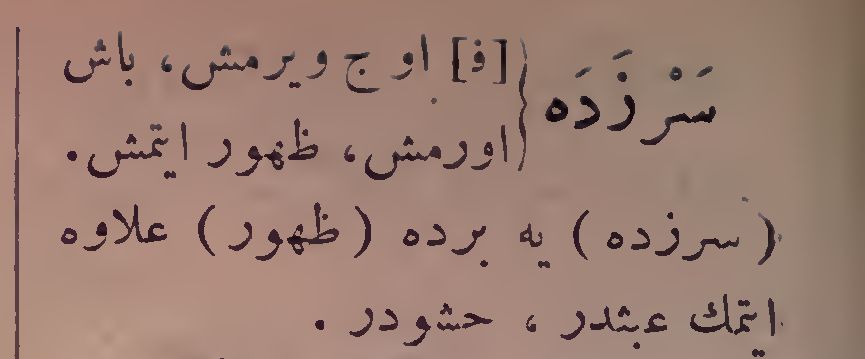 سَرْزَدَه { [ف] اوج ويرمش، باش
اورمش، ظهور ايتمش.
(سرزده) يه برده (ظهور) علاوه
ايتمك عبثدر، حشودر.